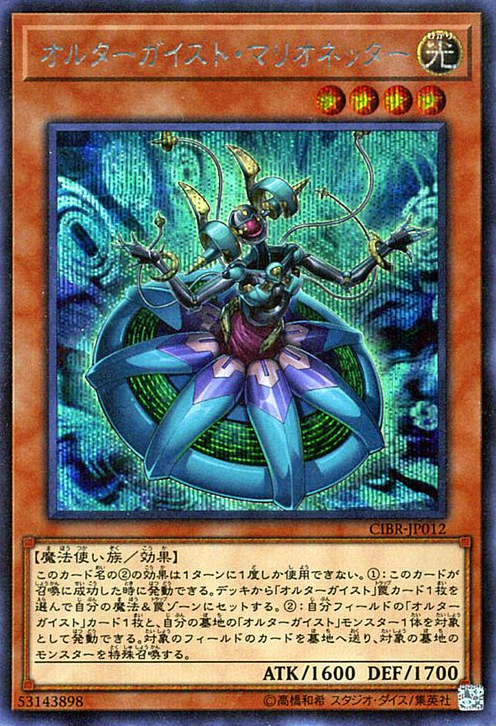 オルターガイスト・マリオネッター
光
CIBR-JP012
【魔法使い族／効果】
このカード名の②の効果は1ターンに1度しか使用できない。①：このカードが
召喚に成功した時に発動できる。デッキから「オルターガイスト」罠カード1枚を
選んで自分の魔法＆罠ゾーンにセットする。②：自分フィールドの「オルター
ガイスト」カード1枚と、自分の墓地の「オルターガイスト」モンスター1体を対象
として発動できる。対象のフィールドのカードを墓地へ送り、対象の墓地の
モンスターを特殊召喚する。
ATK/1600 DEF/1700
53143898
©高橋和希 スタジオ・ダイス/集英社